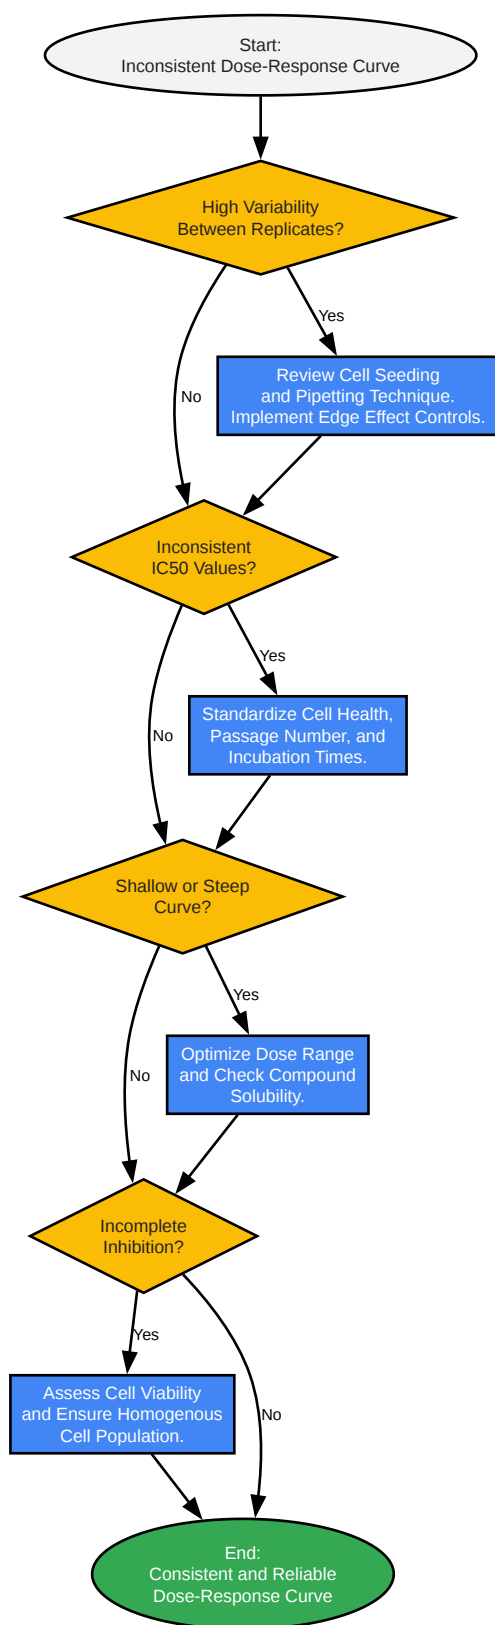 Start:
Inconsistent Dose-Response Curve
High Variability
Between Replicates?
Yes
No
Review Cell Seeding
and Pipetting Technique.
Implement Edge Effect Controls.
Inconsistent
IC50 Values?
Yes
No
Standardize Cell Health,
Passage Number, and
Incubation Times.
Shallow or Steep
Curve?
Yes
No
Optimize Dose Range
and Check Compound
Solubility.
Incomplete
Inhibition?
Yes
No
Assess Cell Viability
and Ensure Homogenous
Cell Population.
End:
Consistent and Reliable
Dose-Response Curve